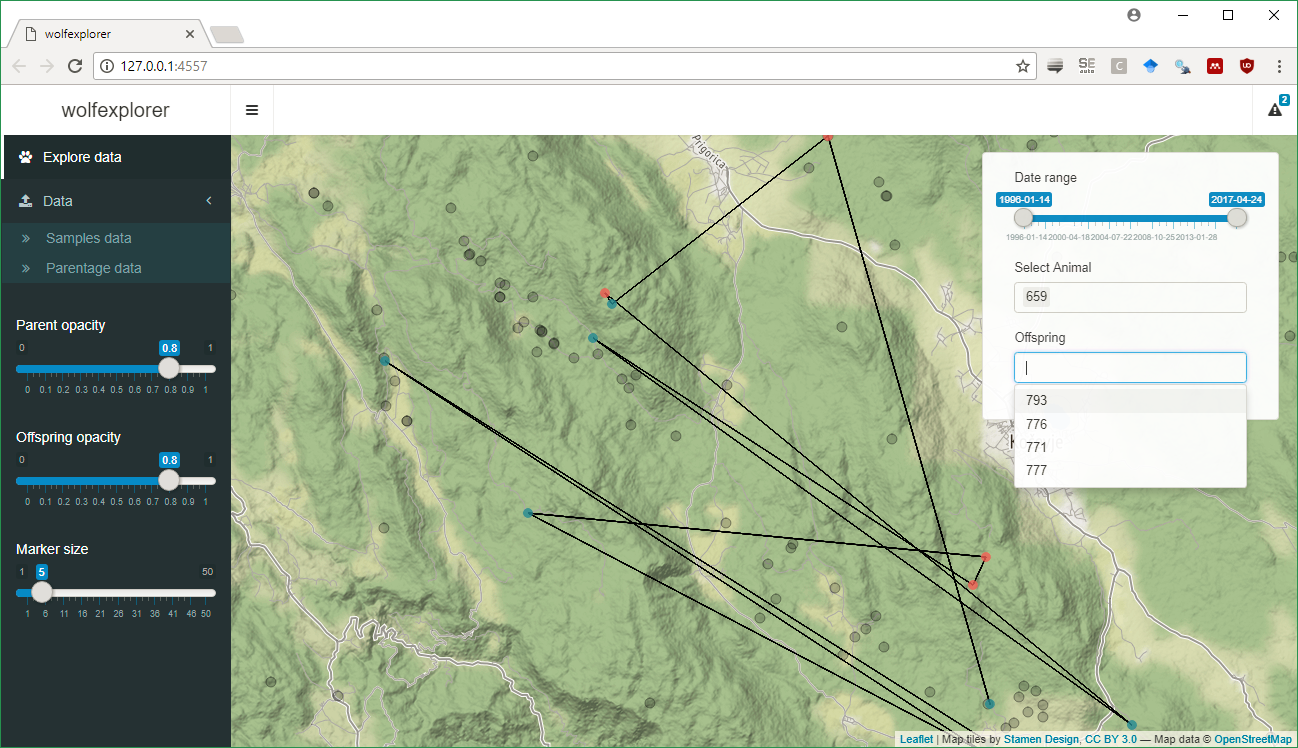 wolfexplorer
127.0.0.1:4557
wolfexplorer
2
Explore data
Data
Samples data
Parentage data
Parent opacity
0 0.8 1
0 0.1 0.2 0.3 0.4 0.5 0.6 0.7 0.8 0.9 1
Offspring opacity
0 0.8 1
0 0.1 0.2 0.3 0.4 0.5 0.6 0.7 0.8 0.9 1
Marker size
1 5 50
1 6 11 16 21 26 31 36 41 46 50
Prigorica
Date range
1996-01-14 2017-04-24
1996-01-14 2000-04-18 2004-07-22 2008-10-25 2013-01-28
Select Animal
659
Offspring
793
776
771
777
Leaflet | Map tiles by Stamen Design, CC BY 3.0 — Map data © OpenStreetMap